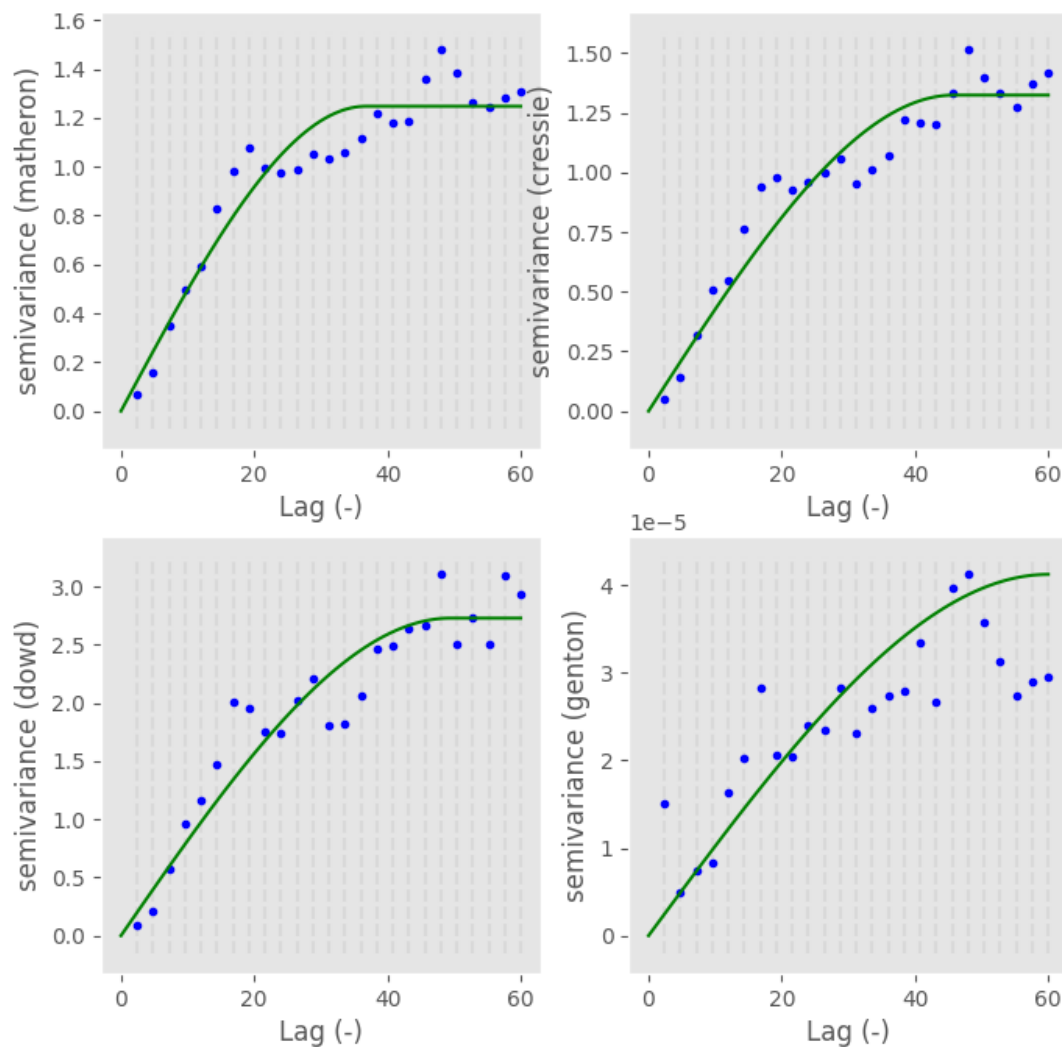 semivariance (matheron)
1.6
1.4
1.2
1.0
0.8
0.6
0.4
0.2
0.0
0 20 40 60
Lag (-)
semivariance (cressie)
1.50
1.25
1.00
0.75
0.50
0.25
0.00
0 20 40 60
Lag (-)
semivariance (dowd)
3.0
2.5
2.0
1.5
1.0
0.5
0.0
0 20 40 60
Lag (-)
1e−5
semivariance (genton)
4
3
2
1
0
0 20 40 60
Lag (-)